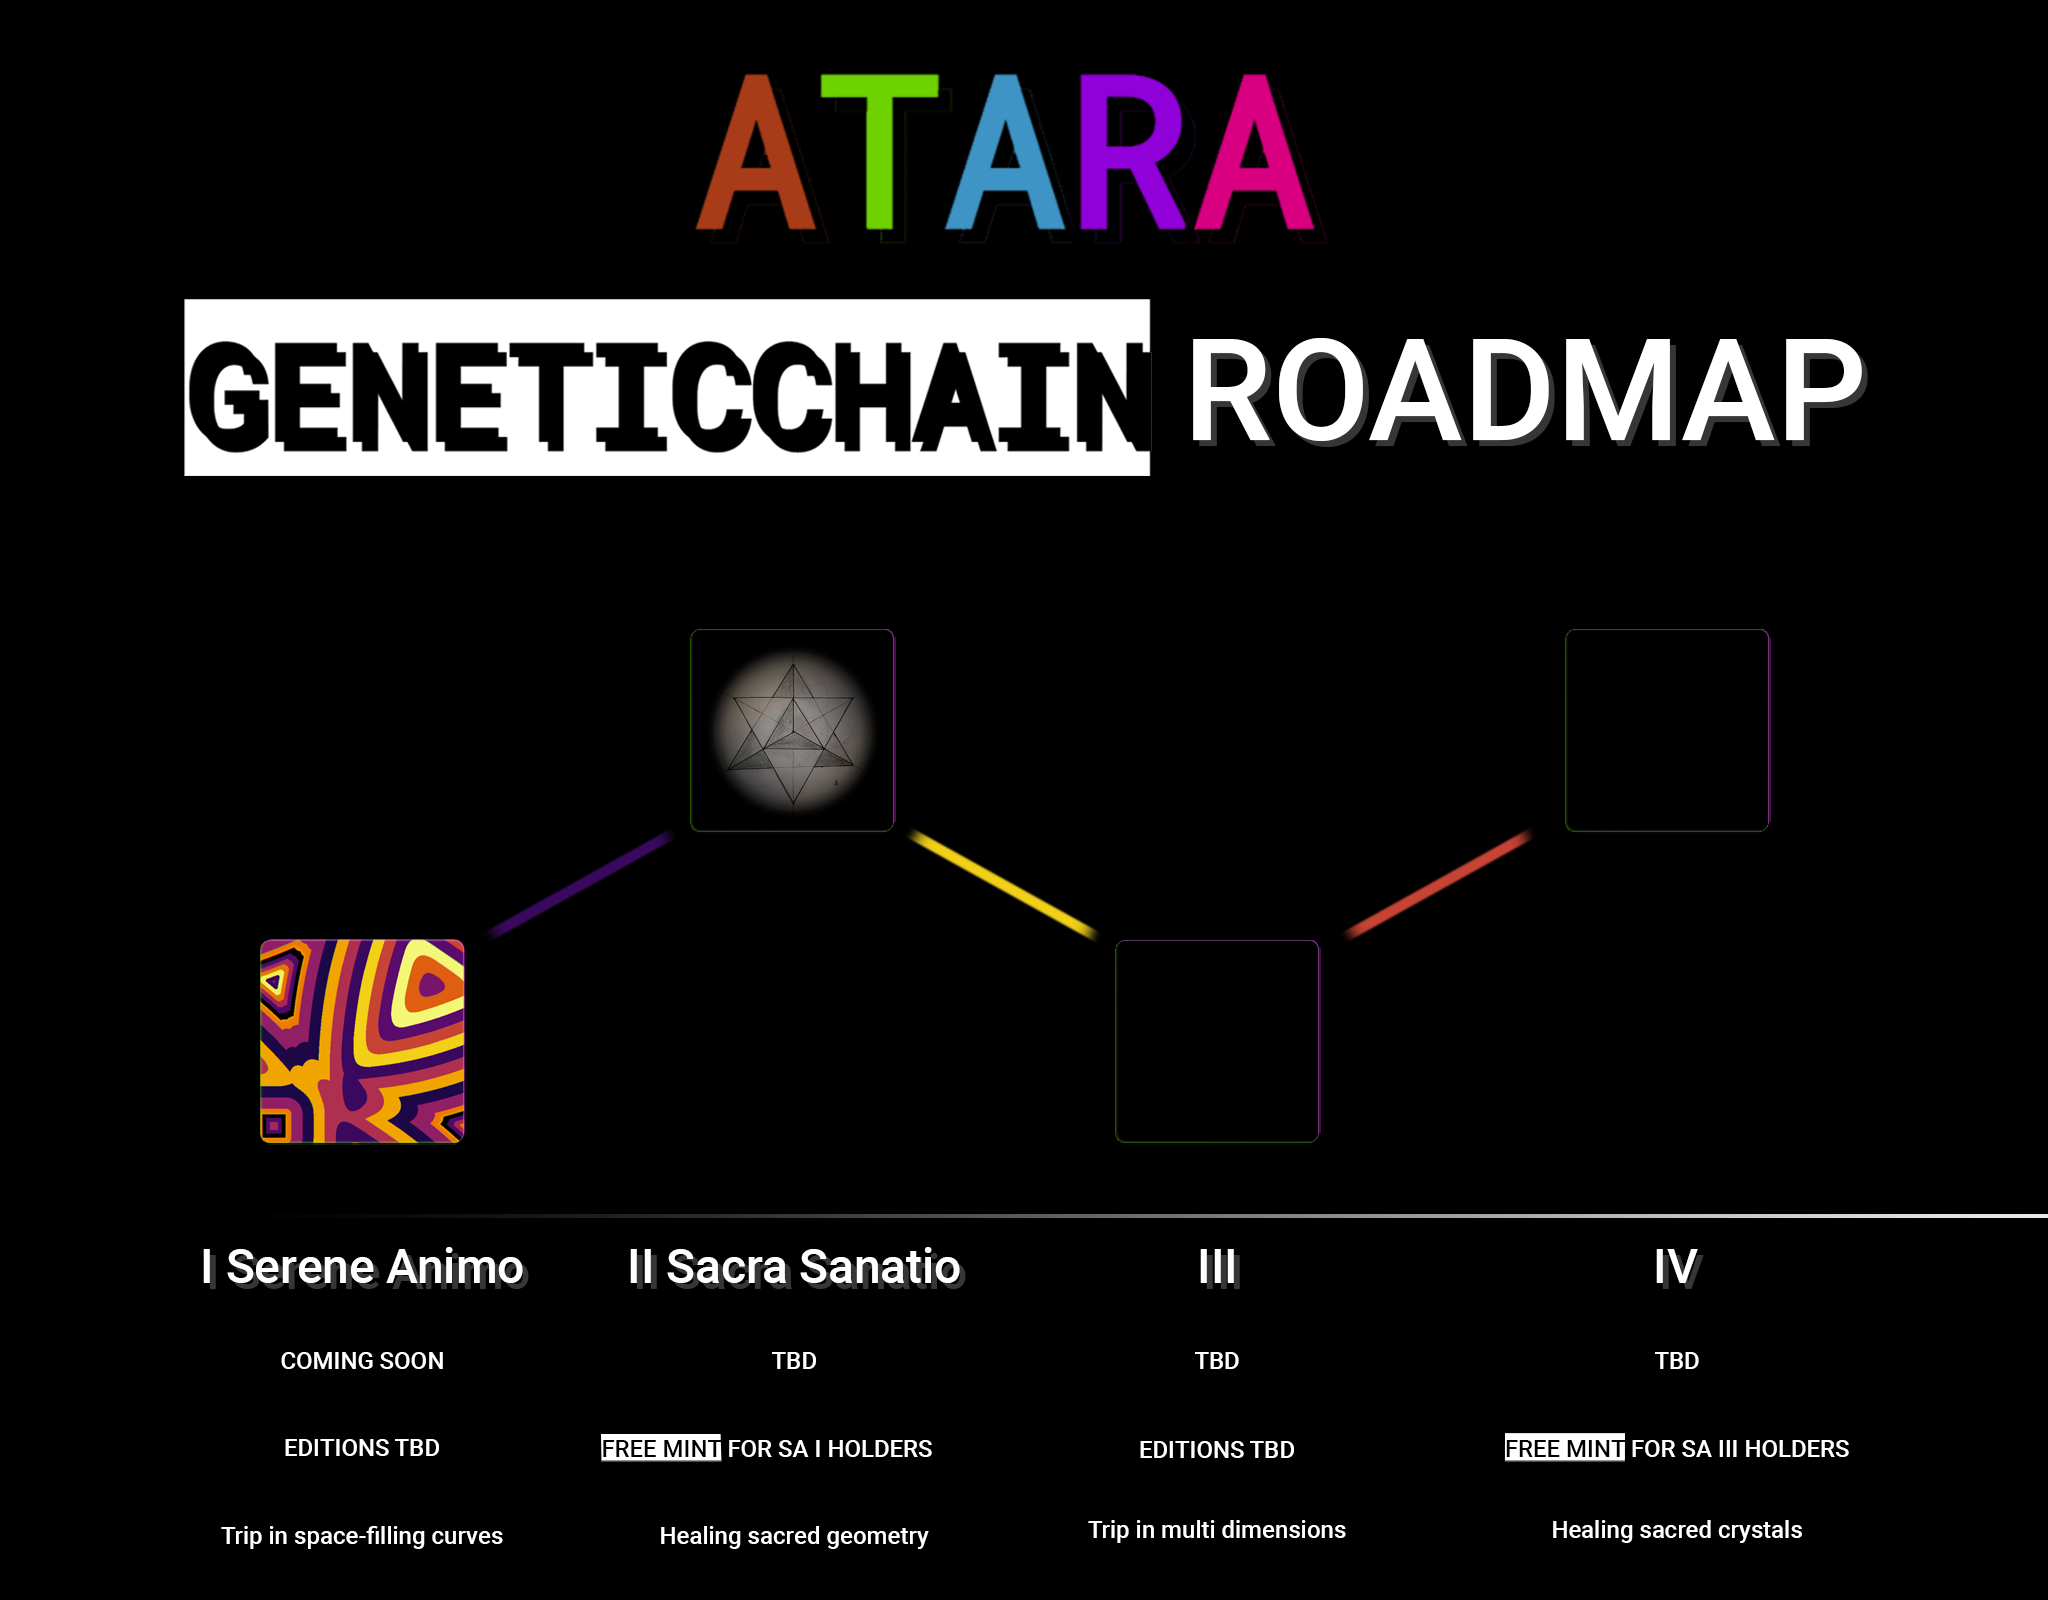 ATARA
GENETICCHAIN ROADMAP
I Serene Animo
II Sacra Sanatio
III
IV
COMING SOON
TBD
TBD
TBD
EDITIONS TBD
FREE MINT FOR SA I HOLDERS
EDITIONS TBD
FREE MINT FOR SA III HOLDERS
Trip in space-filling curves
Healing sacred geometry
Trip in multi dimensions
Healing sacred crystals